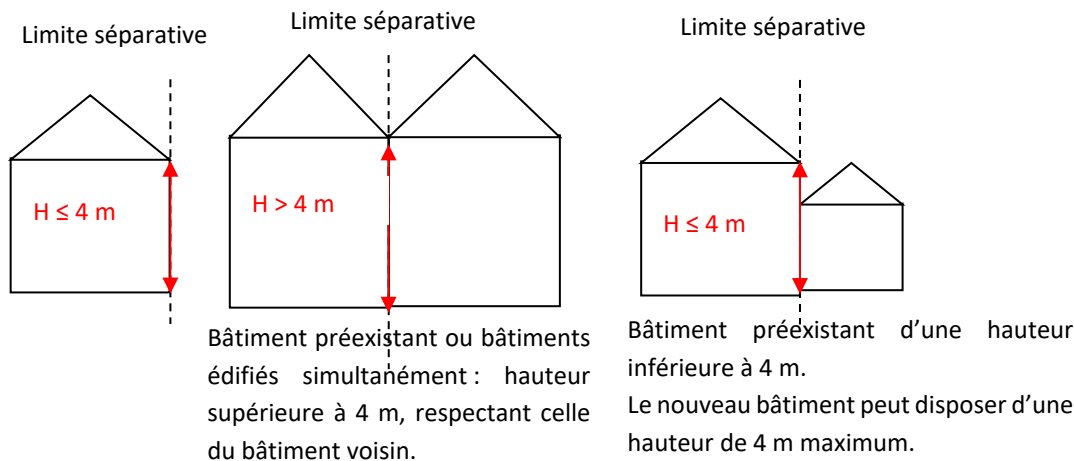 Limite séparative
H ≤ 4 m
Limite séparative
H > 4 m
Bâtiment préexistant ou bâtiments
édifiés simultanément : hauteur
supérieure à 4 m, respectant celle
du bâtiment voisin.
Limite séparative
H ≤ 4 m
Bâtiment préexistant d’une hauteur
inférieure à 4 m.
Le nouveau bâtiment peut disposer d’une
hauteur de 4 m maximum.